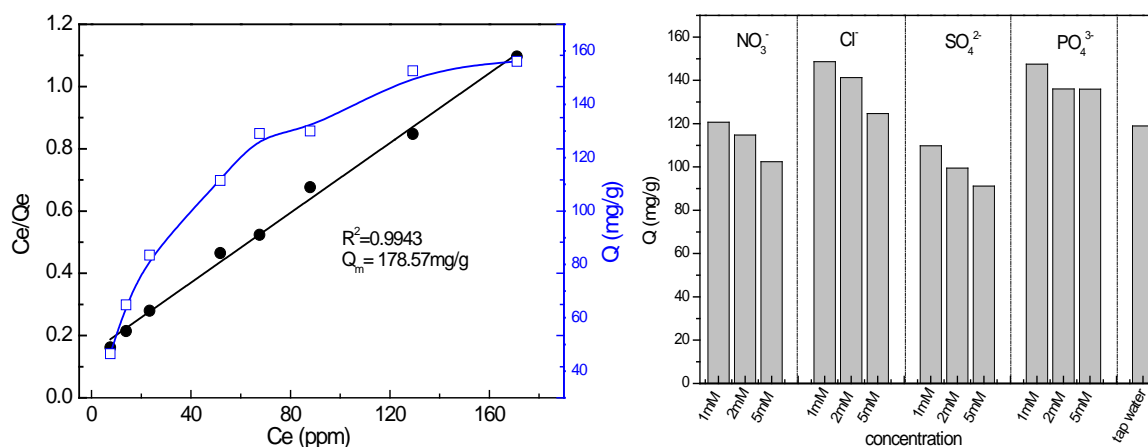 1.2
1.0
0.8
0.6
0.4
0.2
0.0
Ce/Qe
0 40 80 120 160
Ce (ppm)
R²=0.9943
Qₘ= 178.57mg/g
160
140
120
100
80
60
40
Q (mg/g)
160
140
120
100
80
60
40
20
0
Q (mg/g)
NO₃⁻ Cl⁻ SO₄²⁻ PO₄³⁻
1mM 2mM 5mM 1mM 2mM 5mM 1mM 2mM 5mM 1mM 2mM 5mM tap water
concentration